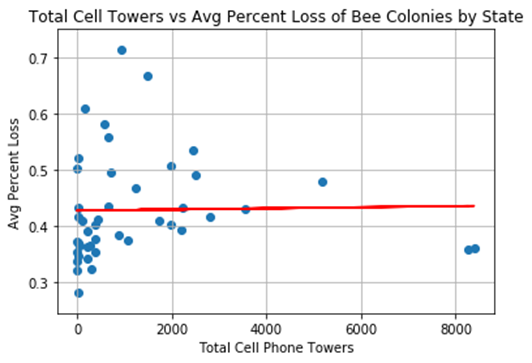 Total Cell Towers vs Avg Percent Loss of Bee Colonies by State
Avg Percent Loss
0.7
0.6
0.5
0.4
0.3
0 2000 4000 6000 8000
Total Cell Phone Towers